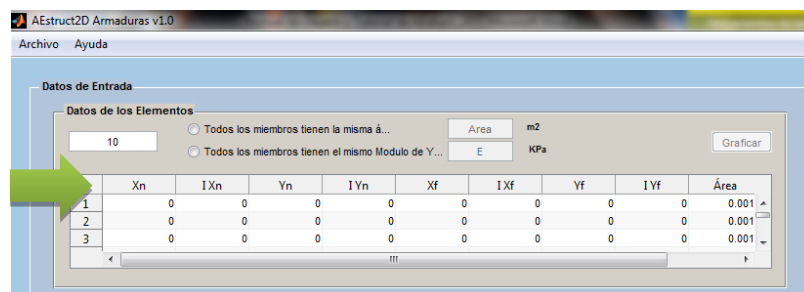 AEstruct2D Armaduras v1.0
Archivo Ayuda
Datos de Entrada
Datos de los Elementos
10
Todos los miembros tienen la misma á... Area m2
Todos los miembros tienen el mismo Modulo de Y... E KPa
Graficar
Xn I Xn Yn I Yn Xf I Xf Yf I Yf Área
1 0 0 0 0 0 0 0 0 0.001
2 0 0 0 0 0 0 0 0 0.001
3 0 0 0 0 0 0 0 0 0.001